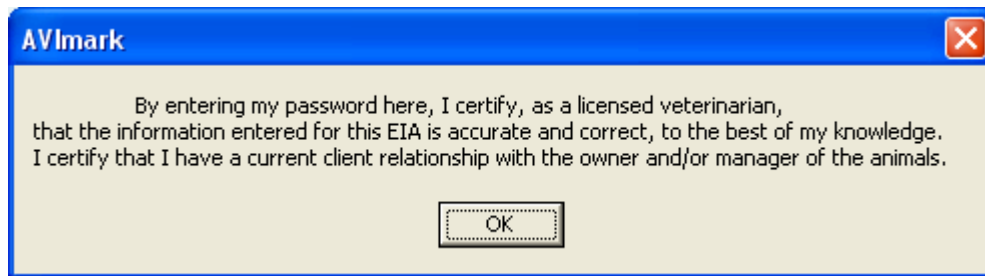 AVImark
By entering my password here, I certify, as a licensed veterinarian,
that the information entered for this EIA is accurate and correct, to the best of my knowledge.
I certify that I have a current client relationship with the owner and/or manager of the animals.
OK